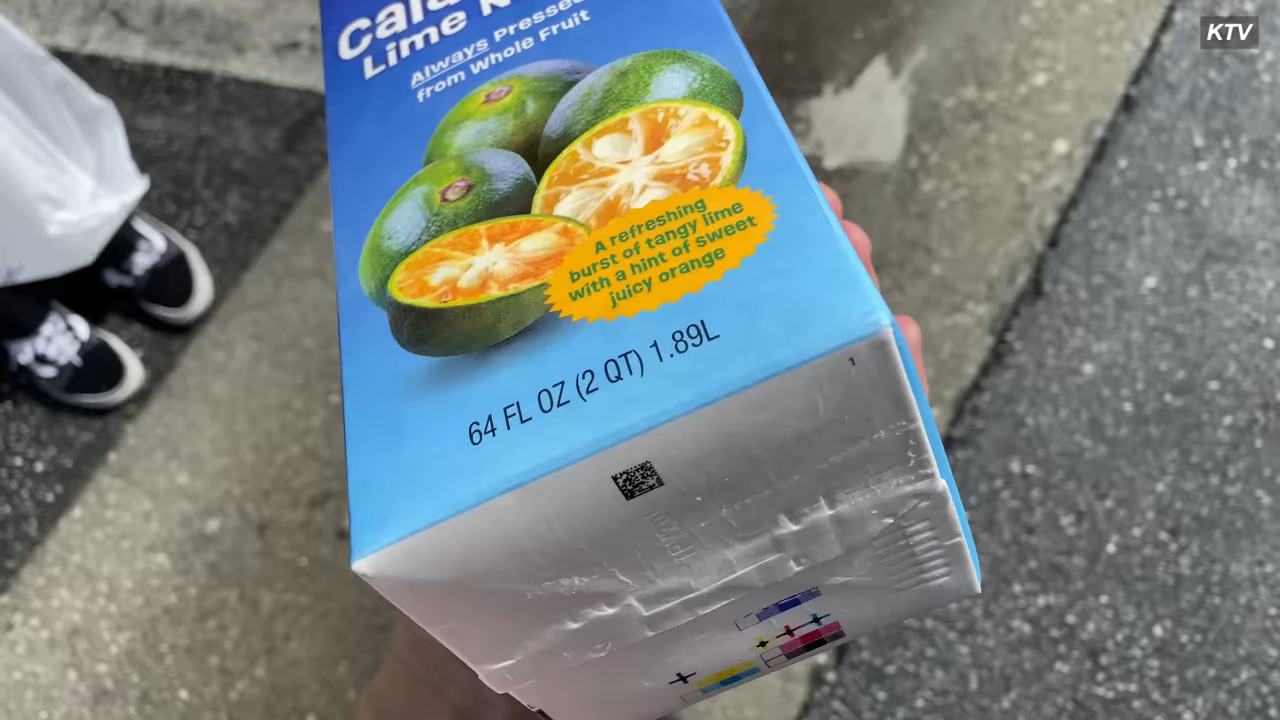 KTV
Lime
Always Pressed
from Whole Fruit
A refreshing
burst of tangy lime
with a hint of sweet
juicy orange
64 FL OZ (2 QT) 1.89L
1